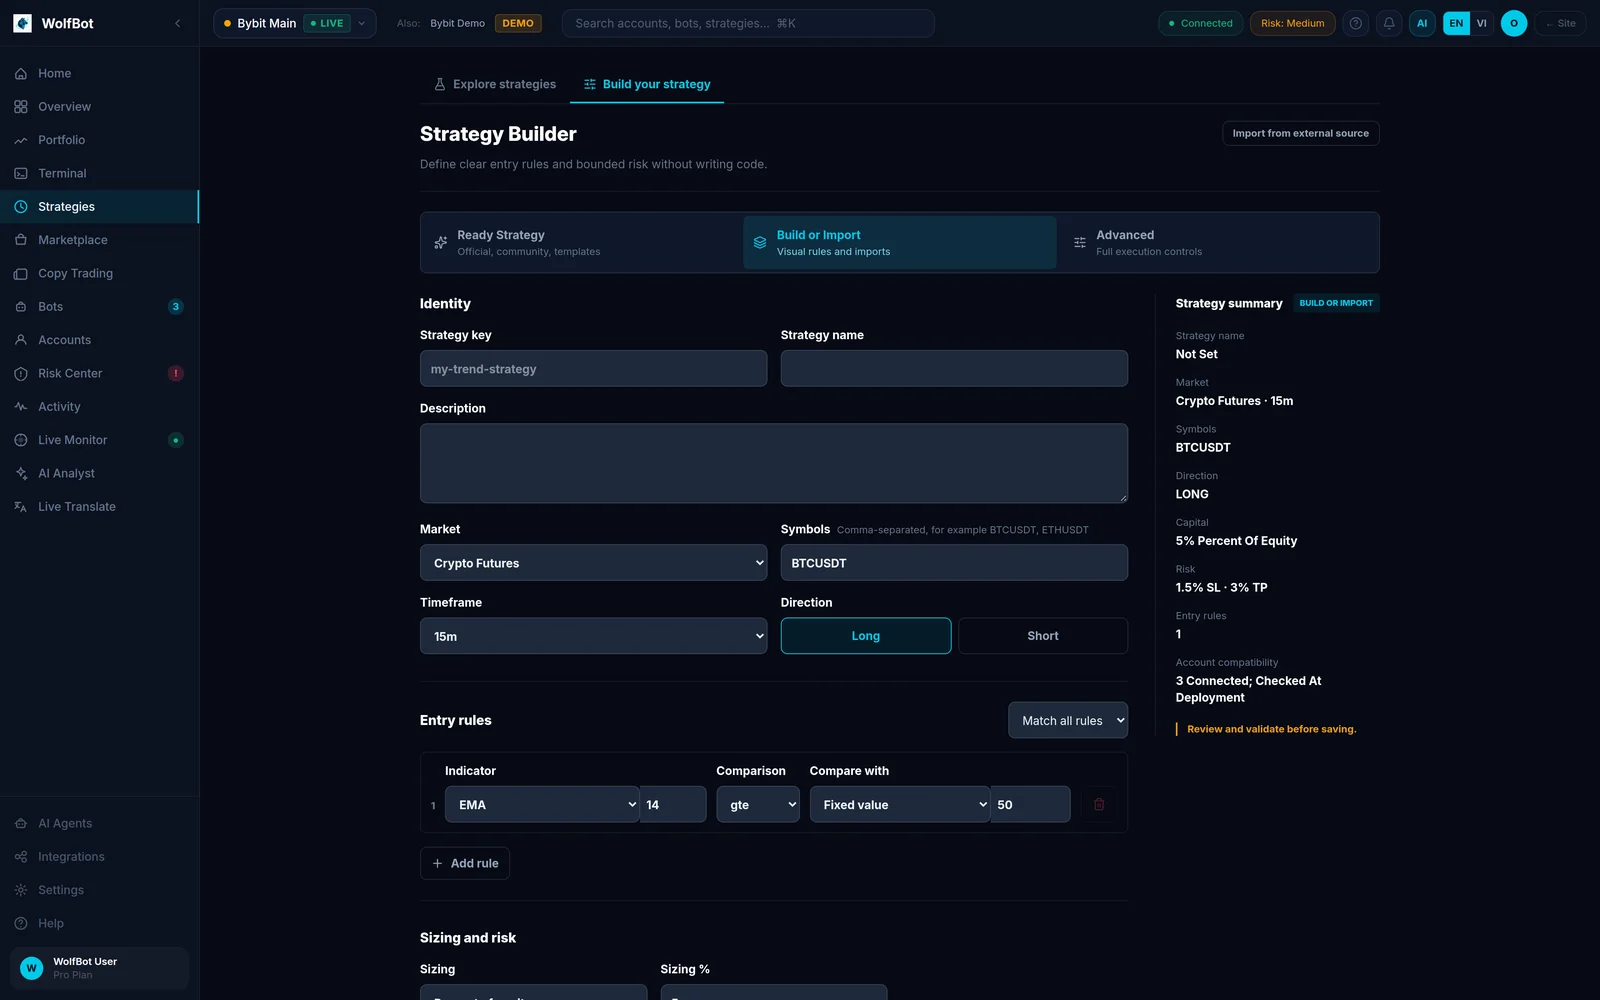 WolfBot
Bybit Main
LIVE
Also:
Bybit Demo
DEMO
Search accounts, bots, strategies... ⌘K
Connected
Risk: Medium
AI
EN
VI
O
← Site
Home
Overview
Portfolio
Terminal
Strategies
Marketplace
Copy Trading
Bots
3
Accounts
Risk Center
!
Activity
Live Monitor
AI Analyst
Live Translate
AI Agents
Integrations
Settings
Help
W
WolfBot User
Pro Plan
Explore strategies
Build your strategy
Strategy Builder
Import from external source
Define clear entry rules and bounded risk without writing code.
Ready Strategy
Official, community, templates
Build or Import
Visual rules and imports
Advanced
Full execution controls
Identity
Strategy key
Strategy name
my-trend-strategy
Description
Market
Symbols Comma-separated, for example BTCUSDT, ETHUSDT
Crypto Futures
BTCUSDT
Timeframe
Direction
15m
Long
Short
Entry rules
Match all rules
Indicator
Comparison
Compare with
1
EMA
14
gte
Fixed value
50
+ Add rule
Sizing and risk
Sizing
Sizing %
Strategy summary
BUILD OR IMPORT
Strategy name
Not Set
Market
Crypto Futures · 15m
Symbols
BTCUSDT
Direction
LONG
Capital
5% Percent Of Equity
Risk
1.5% SL · 3% TP
Entry rules
1
Account compatibility
3 Connected; Checked At
Deployment
Review and validate before saving.